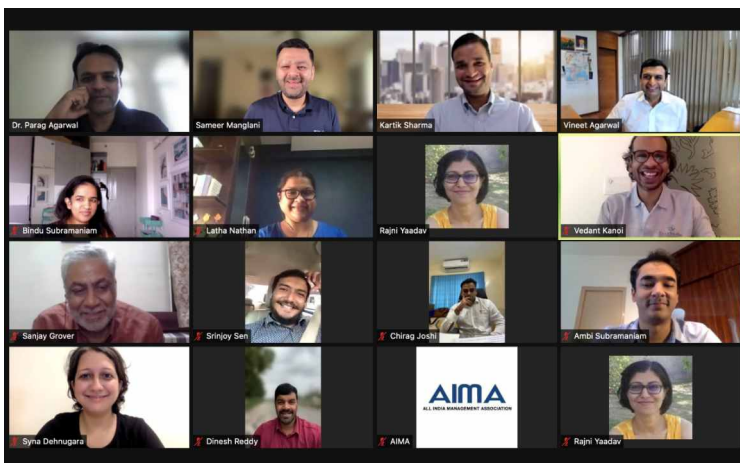 Dr. Parag Agarwal
Sameer Manglani
Kartik Sharma
Vineet Agarwal
Bindu Subramaniam
Latha Nathan
Rajni Yaadav
Vedant Kanoi
Sanjay Grover
Srinjoy Sen
Chirag Joshi
Ambi Subramaniam
Syna Dehnugara
Dinesh Reddy
AIMA
ALL INDIA MANAGEMENT ASSOCIATION
AIMA
Rajni Yaadav